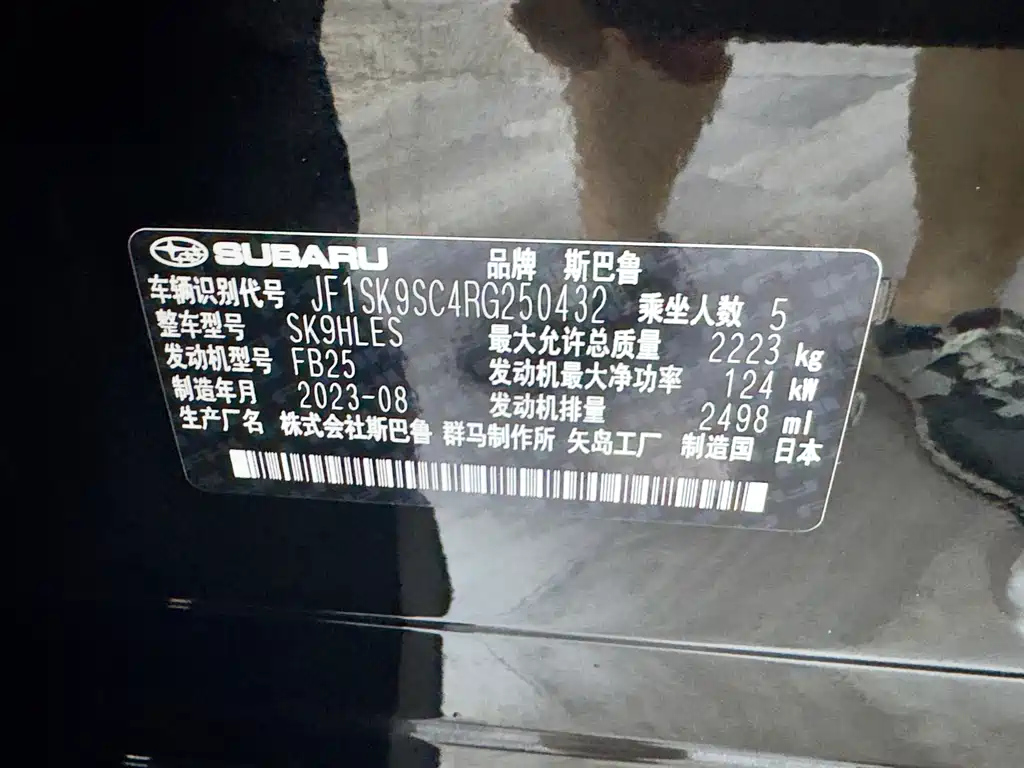 SUBARU 品牌 斯巴鲁
车辆识别代号 JF1SK9SC4RG250432 乘坐人数 5
整车型号 SK9HLES 最大允许总质量 2223 kg
发动机型号 FB25 发动机最大净功率 124 kW
制造年月 2023-08 发动机排量 2498 ml
生产厂名 株式会社斯巴鲁 群马制作所 矢岛工厂 制造国 日本